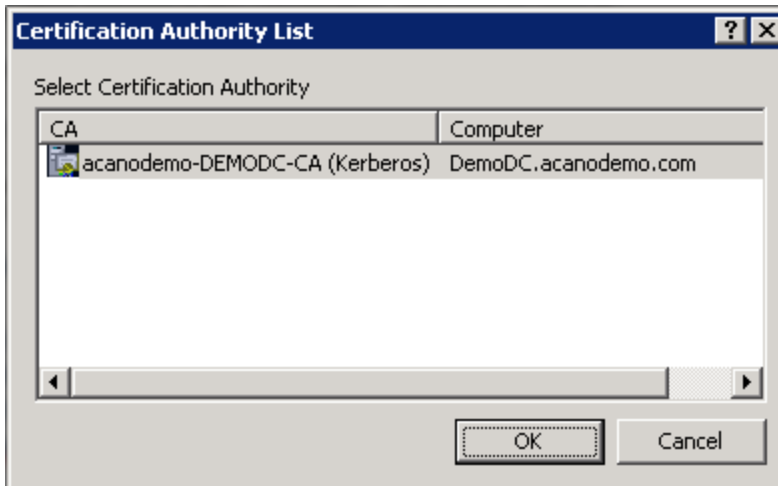 Certification Authority List
Select Certification Authority
CA Computer
acanodemo-DEMODC-CA (Kerberos) DemoDC.acanodemo.com
OK Cancel